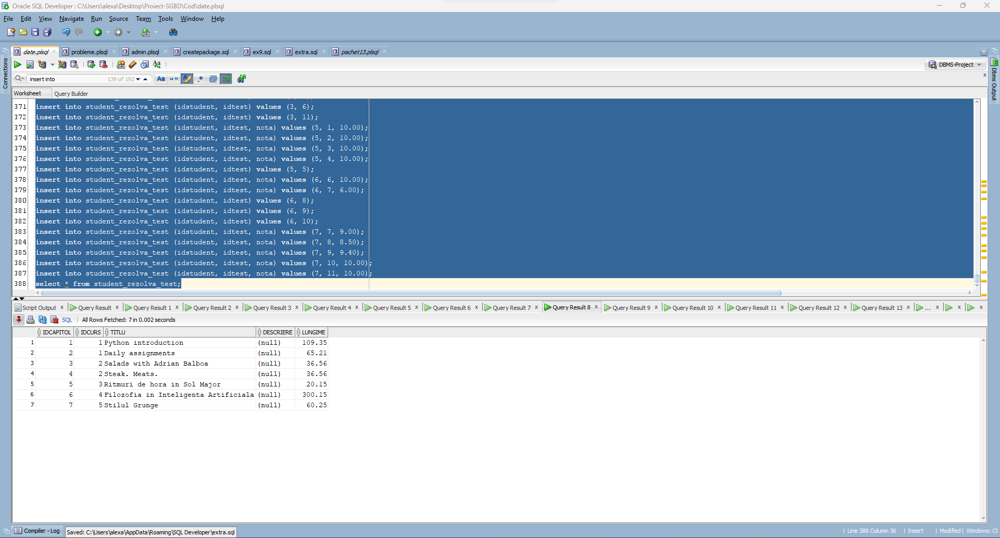 Oracle SQL Developer : C:\Users\alexa\Desktop\Proiect-SGBD\Cod\date.plsql
File Edit View Navigate Run Source Team Tools Window Help
Connections
date.plsql probleme.plsql admin.plsql createpackage.sql ex9.sql extra.sql pachet13.plsql
DBMS-Project
Dbms Output
insert into 139 of 192 Aa
Worksheet Query Builder
371 insert into student_rezolva_test (idstudent, idtest) values (3, 6);
372 insert into student_rezolva_test (idstudent, idtest) values (3, 11);
373 insert into student_rezolva_test (idstudent, idtest, nota) values (5, 1, 10.00);
374 insert into student_rezolva_test (idstudent, idtest, nota) values (5, 2, 10.00);
375 insert into student_rezolva_test (idstudent, idtest, nota) values (5, 3, 10.00);
376 insert into student_rezolva_test (idstudent, idtest, nota) values (5, 4, 10.00);
377 insert into student_rezolva_test (idstudent, idtest) values (5, 5);
378 insert into student_rezolva_test (idstudent, idtest, nota) values (6, 6, 10.00);
379 insert into student_rezolva_test (idstudent, idtest, nota) values (6, 7, 6.00);
380 insert into student_rezolva_test (idstudent, idtest) values (6, 8);
381 insert into student_rezolva_test (idstudent, idtest) values (6, 9);
382 insert into student_rezolva_test (idstudent, idtest) values (6, 10);
383 insert into student_rezolva_test (idstudent, idtest, nota) values (7, 7, 9.00);
384 insert into student_rezolva_test (idstudent, idtest, nota) values (7, 8, 8.50);
385 insert into student_rezolva_test (idstudent, idtest, nota) values (7, 9, 9.40);
386 insert into student_rezolva_test (idstudent, idtest, nota) values (7, 10, 10.00);
387 insert into student_rezolva_test (idstudent, idtest, nota) values (7, 11, 10.00);
388 select * from student_rezolva_test;
Script Output x Query Result x Query Result 1 x Query Result 2 x Query Result 3 x Query Result 4 x Query Result 5 x Query Result 6 x Query Result 7 x Query Result 8 x Query Result 9 x Query Result 10 x Query Result 11 x Query Result 12 x Query Result 13 x ... x x x
SQL | All Rows Fetched: 7 in 0.002 seconds
IDCAPITOL IDCURS TITLU DESCRIERE LUNGIME
1 1 1 Python introduction (null) 109.35
2 2 1 Daily assignments (null) 65.21
3 3 2 Salads with Adrian Balboa (null) 36.56
4 4 2 Steak. Meats. (null) 36.56
5 5 3 Ritmuri de hora in Sol Major (null) 20.15
6 6 4 Filozofia in Inteligenta Artificiala (null) 300.15
7 7 5 Stilul Grunge (null) 60.25
Compiler - Log Saved: C:\Users\alexa\AppData\Roaming\SQL Developer\extra.sql | Line 388 Column 36 | Insert | Modified | Windows: